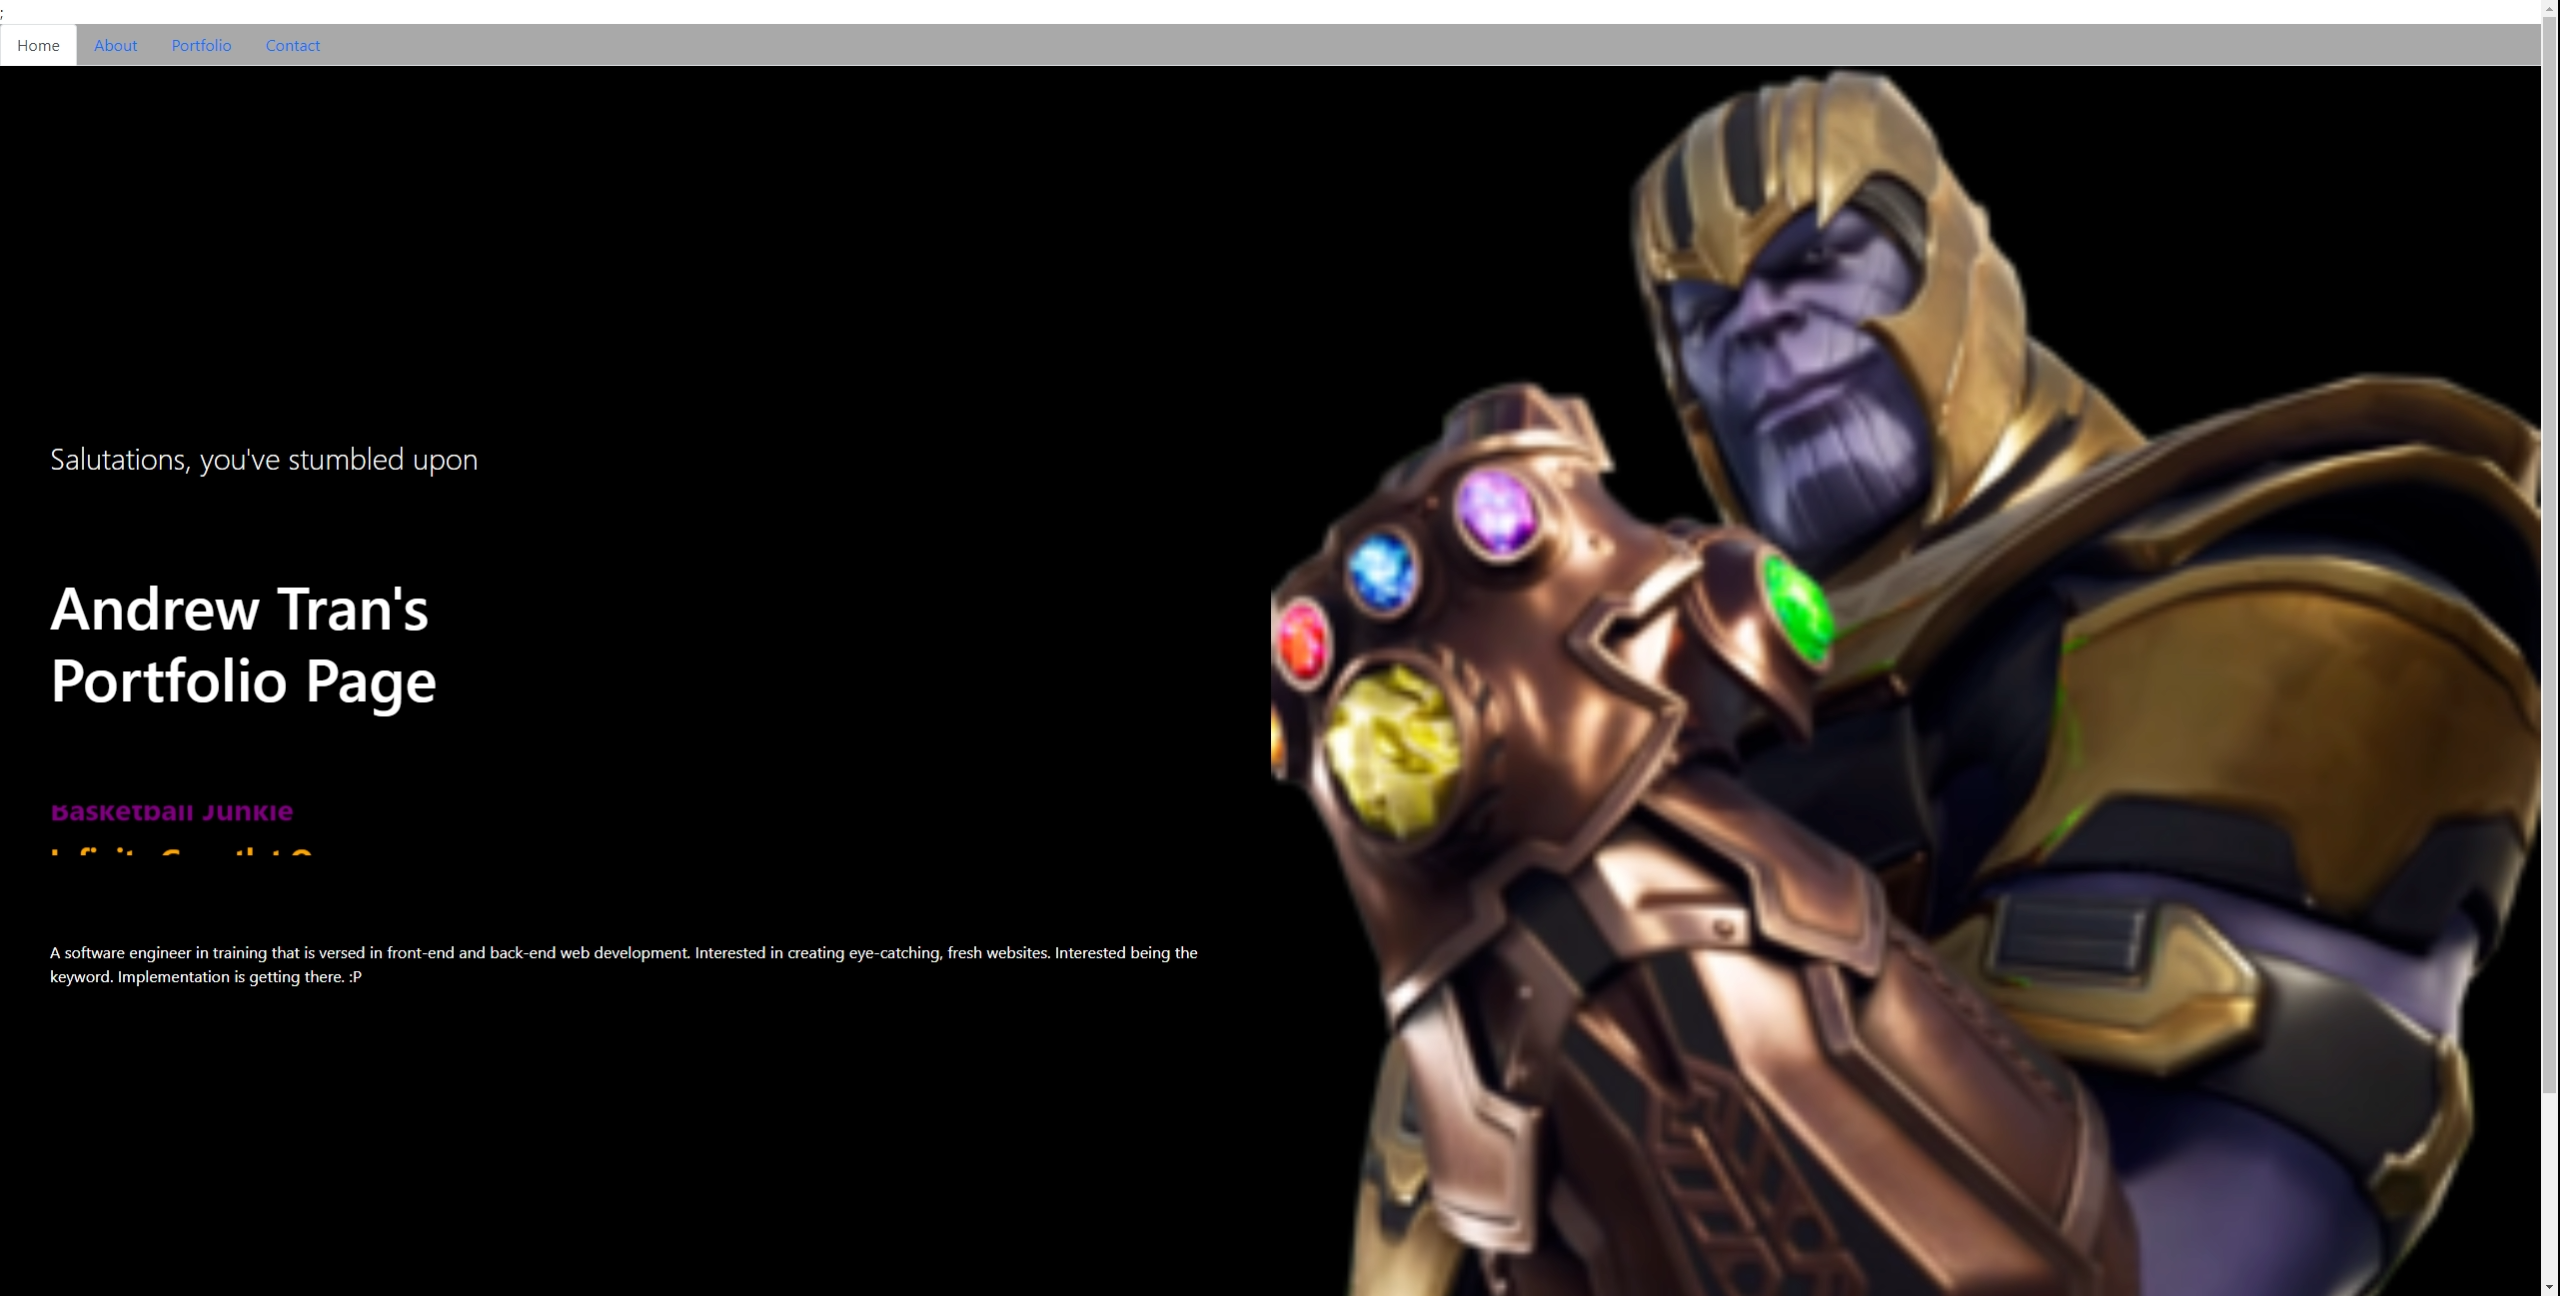 ;
Home About Portfolio Contact
Salutations, you've stumbled upon
Andrew Tran's
Portfolio Page
Basketball Junkie
A software engineer in training that is versed in front-end and back-end web development. Interested in creating eye-catching, fresh websites. Interested being the
keyword. Implementation is getting there. :P